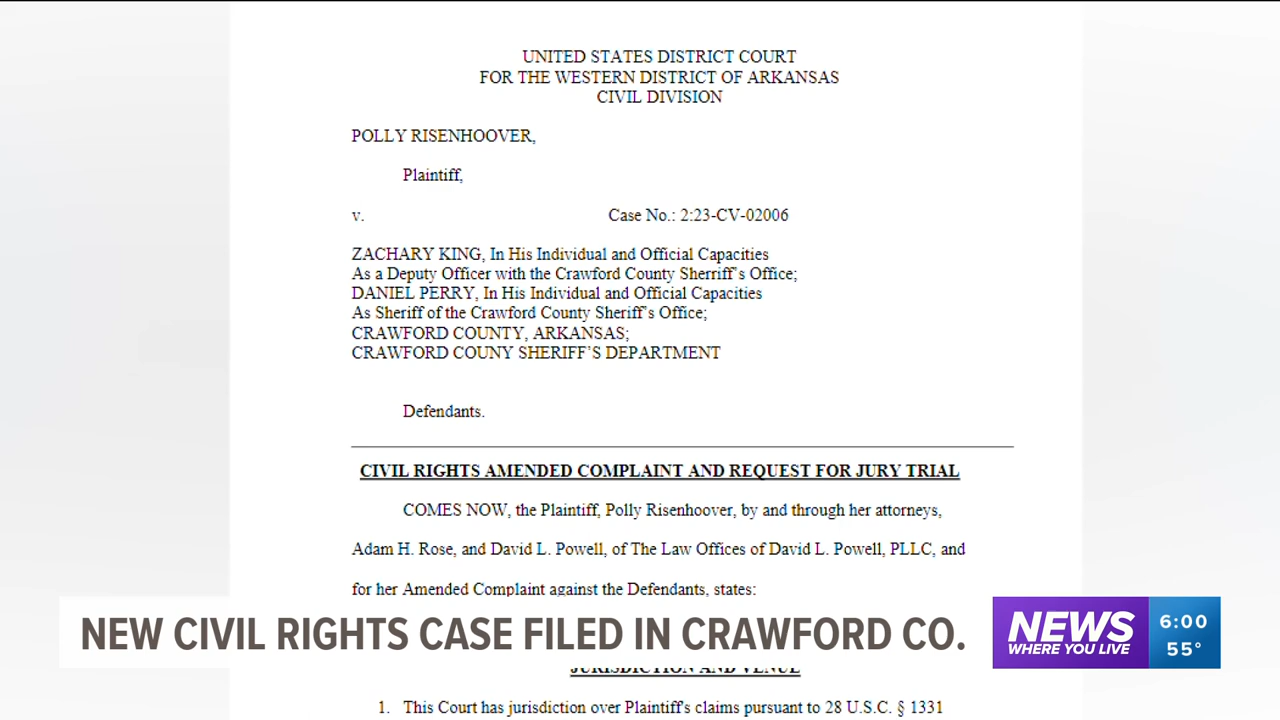 UNITED STATES DISTRICT COURT
FOR THE WESTERN DISTRICT OF ARKANSAS
CIVIL DIVISION
POLLY RISENHOOVER,
Plaintiff,
v. Case No.: 2:23-CV-02006
ZACHARY KING, In His Individual and Official Capacities
As a Deputy Officer with the Crawford County Sherriff's Office;
DANIEL PERRY, In His Individual and Official Capacities
As Sheriff of the Crawford County Sheriff's Office;
CRAWFORD COUNTY, ARKANSAS;
CRAWFORD COUNY SHERIFF'S DEPARTMENT
Defendants.
CIVIL RIGHTS AMENDED COMPLAINT AND REQUEST FOR JURY TRIAL
COMES NOW, the Plaintiff, Polly Risenhoover, by and through her attorneys,
Adam H. Rose, and David L. Powell, of The Law Offices of David L. Powell, PLLC, and
for her Amended Complaint against the Defendants, states:
NEW CIVIL RIGHTS CASE FILED IN CRAWFORD CO.
NEWS
WHERE YOU LIVE
6:00
55°
JURISDICTION AND VENUE
1. This Court has jurisdiction over Plaintiff's claims pursuant to 28 U.S.C. § 1331